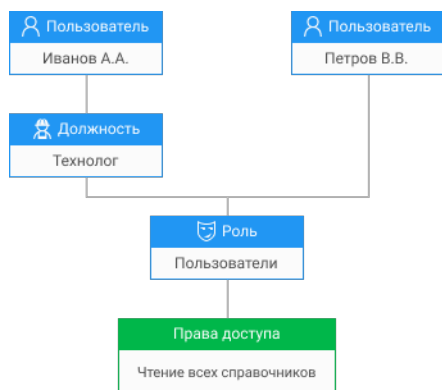 Пользователь
Иванов А.А.
Пользователь
Петров В.В.
Должность
Технолог
Роль
Пользователи
Права доступа
Чтение всех справочников